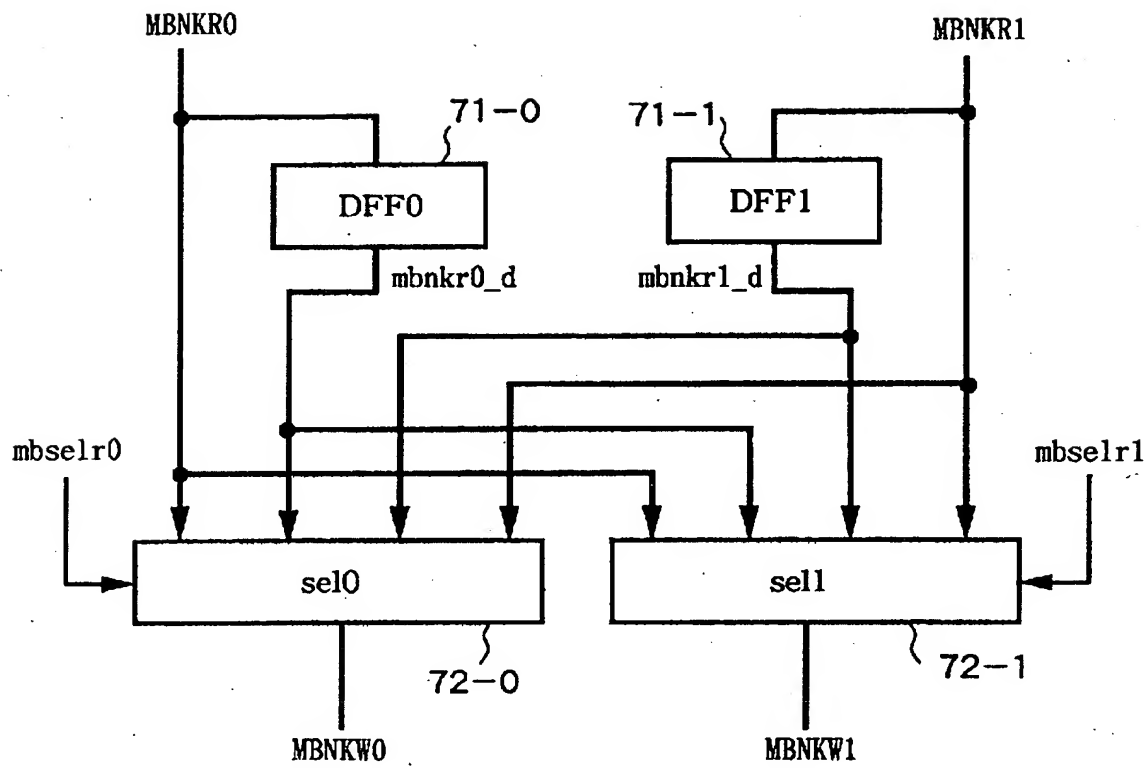 MBNKR0
MBNKR1
71-0
71-1
DFF0
DFF1
mbnkr0_d
mbnkr1_d
mbselr0
mbselr1
sel0
sel1
72-0
72-1
MBNKW0
MBNKW1